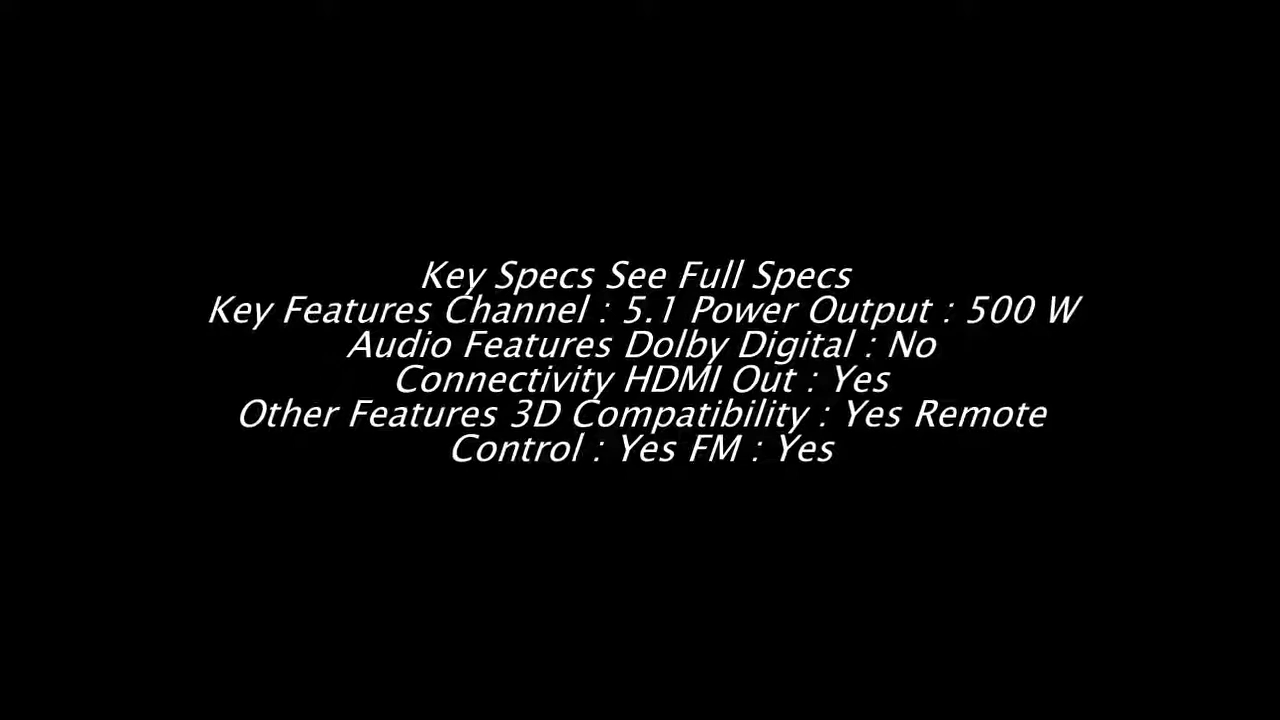 Key Specs See Full Specs
Key Features Channel : 5.1 Power Output : 500 W
Audio Features Dolby Digital : No
Connectivity HDMI Out : Yes
Other Features 3D Compatibility : Yes Remote
Control : Yes FM : Yes